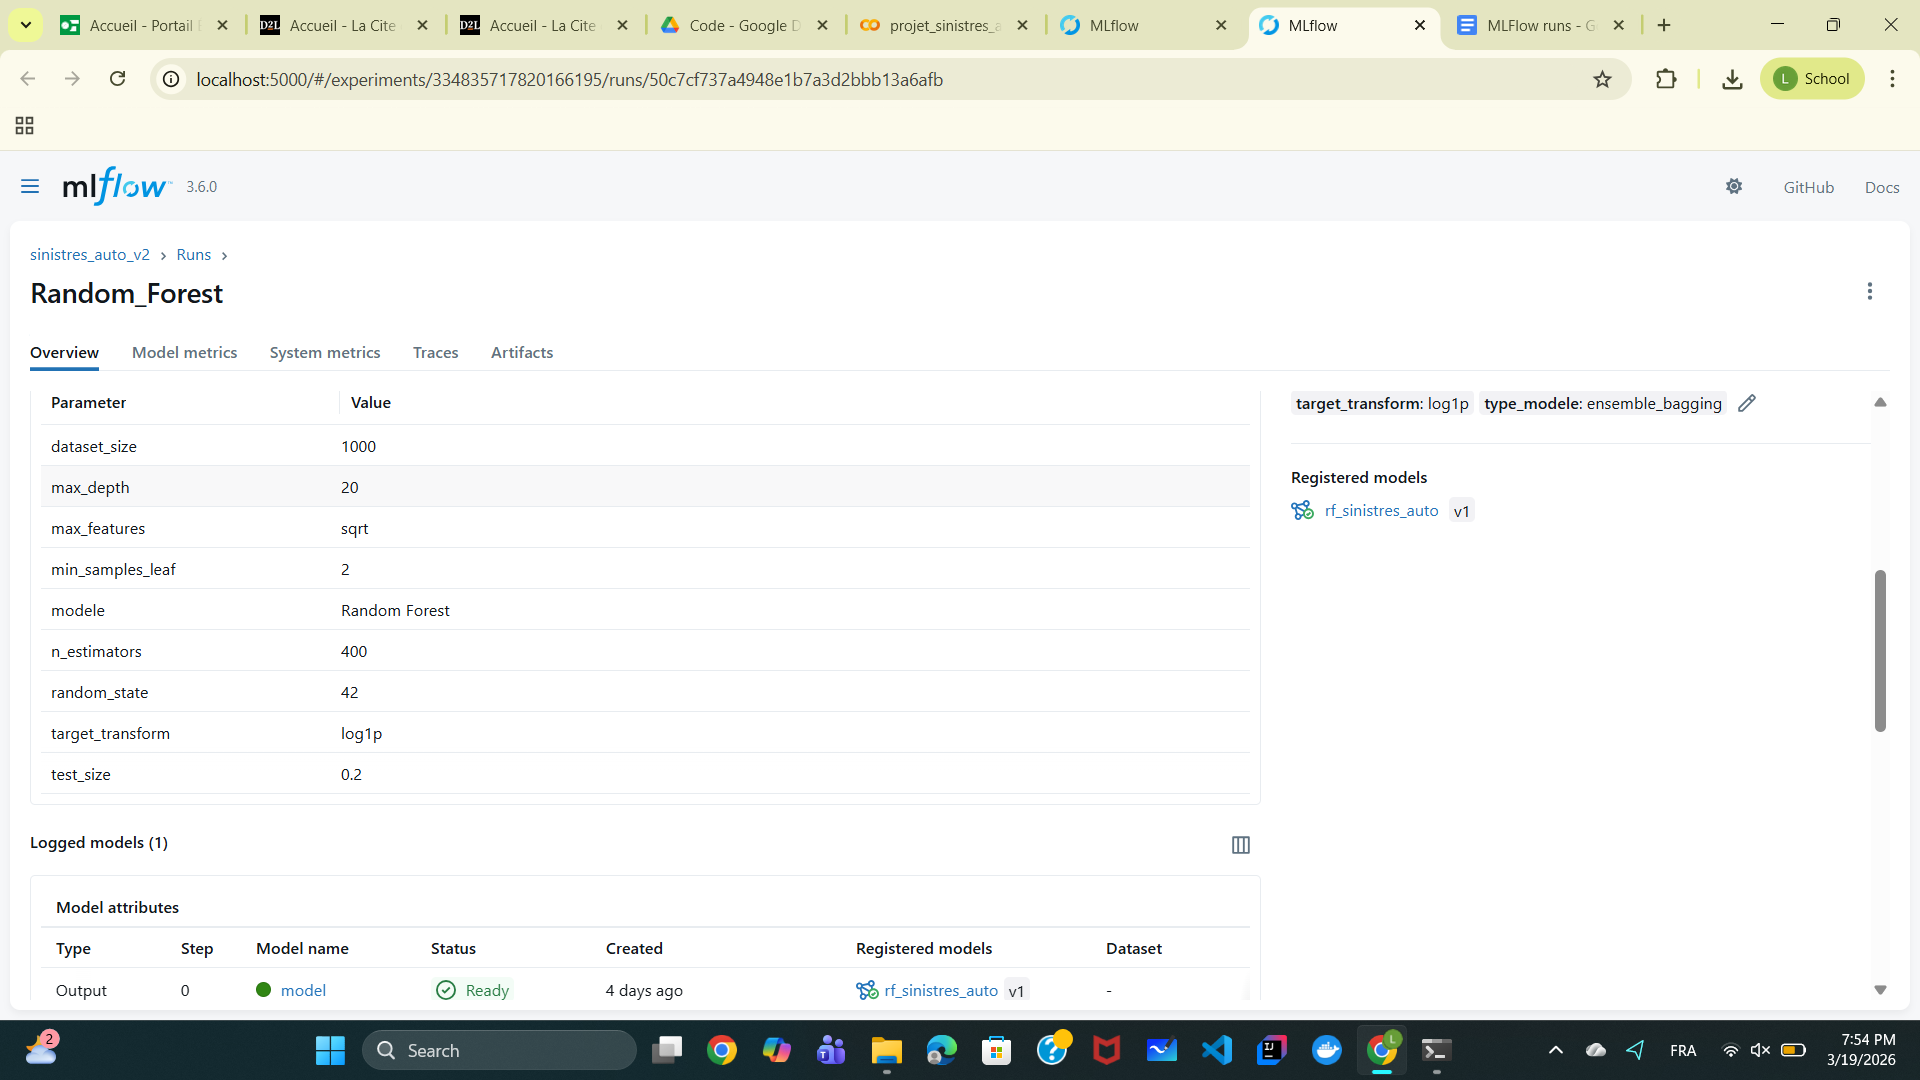 Accueil - Portail
Accueil - La Cite
Accueil - La Cite
Code - Google D
projet_sinistres_a
MLflow
MLflow
MLFlow runs - G
localhost:5000/#/experiments/334835717820166195/runs/50c7cf737a4948e1b7a3d2bbb13a6afb
L School
mlflow 3.6.0
GitHub Docs
sinistres_auto_v2 > Runs >
Random_Forest
Overview Model metrics System metrics Traces Artifacts
Parameter Value
dataset_size 1000
max_depth 20
max_features sqrt
min_samples_leaf 2
modele Random Forest
n_estimators 400
random_state 42
target_transform log1p
test_size 0.2
target_transform: log1p type_modele: ensemble_bagging
Registered models
rf_sinistres_auto v1
Logged models (1)
Model attributes
Type Step Model name Status Created Registered models Dataset
Output 0 model Ready 4 days ago rf_sinistres_auto v1 -
2
Search
FRA
7:54 PM
3/19/2026